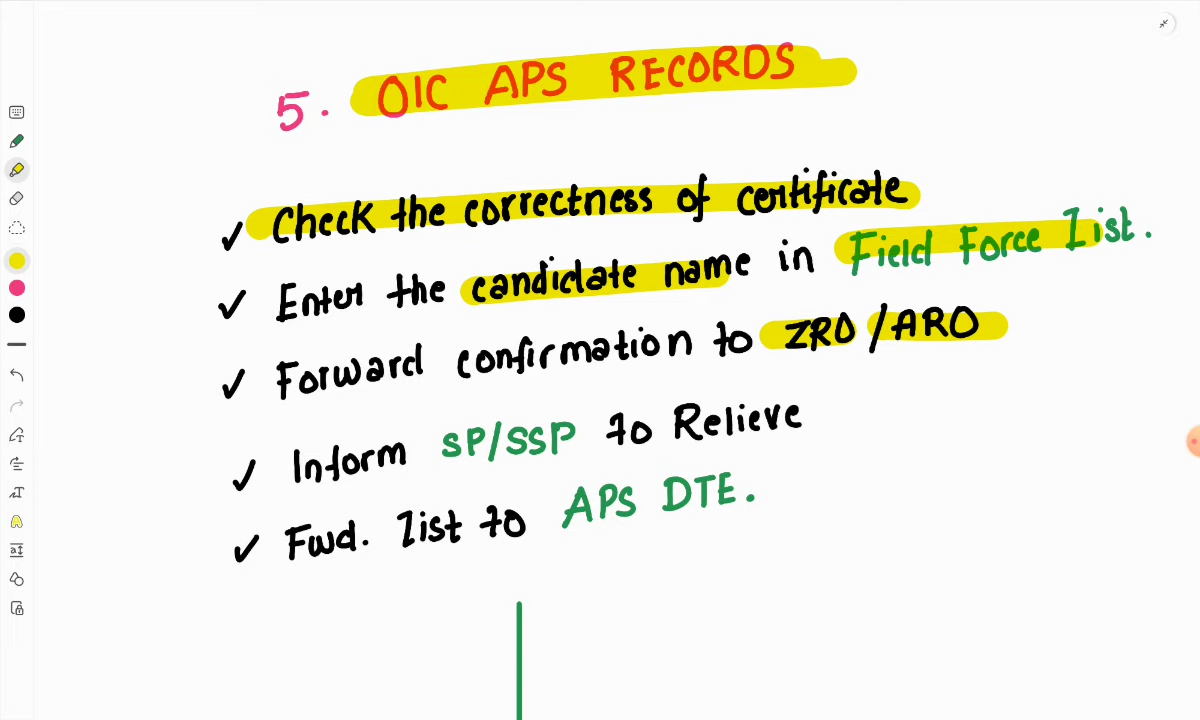 5. OIC APS RECORDS
✓ Check the correctness of certificate
✓ Enter the candidate name in Field Force List.
✓ Forward confirmation to ZRO/ARO
✓ Inform SP/SSP to Relieve
✓ Fwd. List to APS DTE.